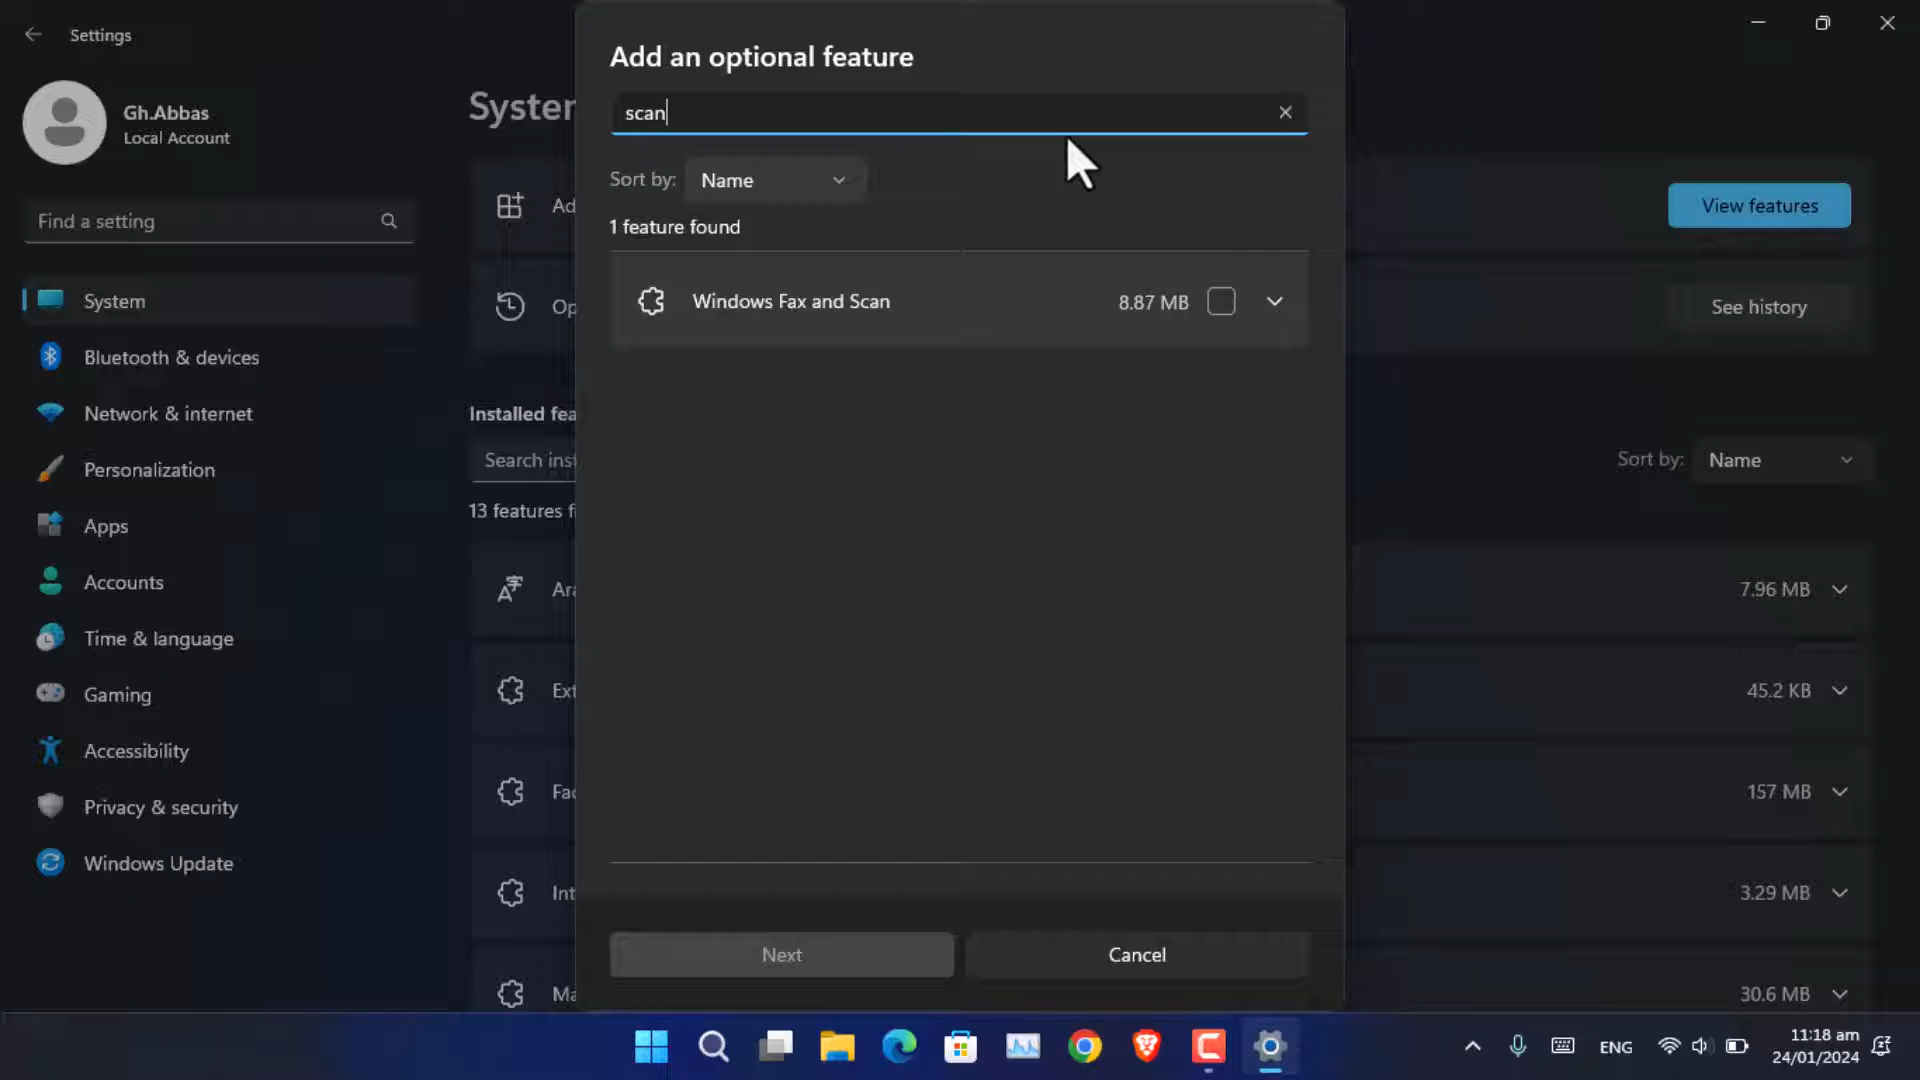 Settings
Gh.Abbas
Local Account
Find a setting
System
Bluetooth & devices
Network & internet
Personalization
Apps
Accounts
Time & language
Gaming
Accessibility
Privacy & security
Windows Update
System
Ad
View features
Op
See history
Installed fea
Search inst
Sort by: Name
13 features f
Ara
7.96 MB
Ext
45.2 KB
Fac
157 MB
Int
3.29 MB
Ma
30.6 MB
Add an optional feature
scan
Sort by: Name
1 feature found
Windows Fax and Scan 8.87 MB
Next Cancel
ENG
11:18 am
24/01/2024